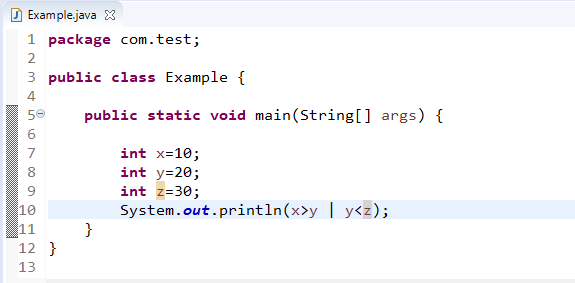 Example.java
1 package com.test;
2
3 public class Example {
4
5 public static void main(String[] args) {
6
7 int x=10;
8 int y=20;
9 int z=30;
10 System.out.println(x>y | y<z);
11 }
12 }
13